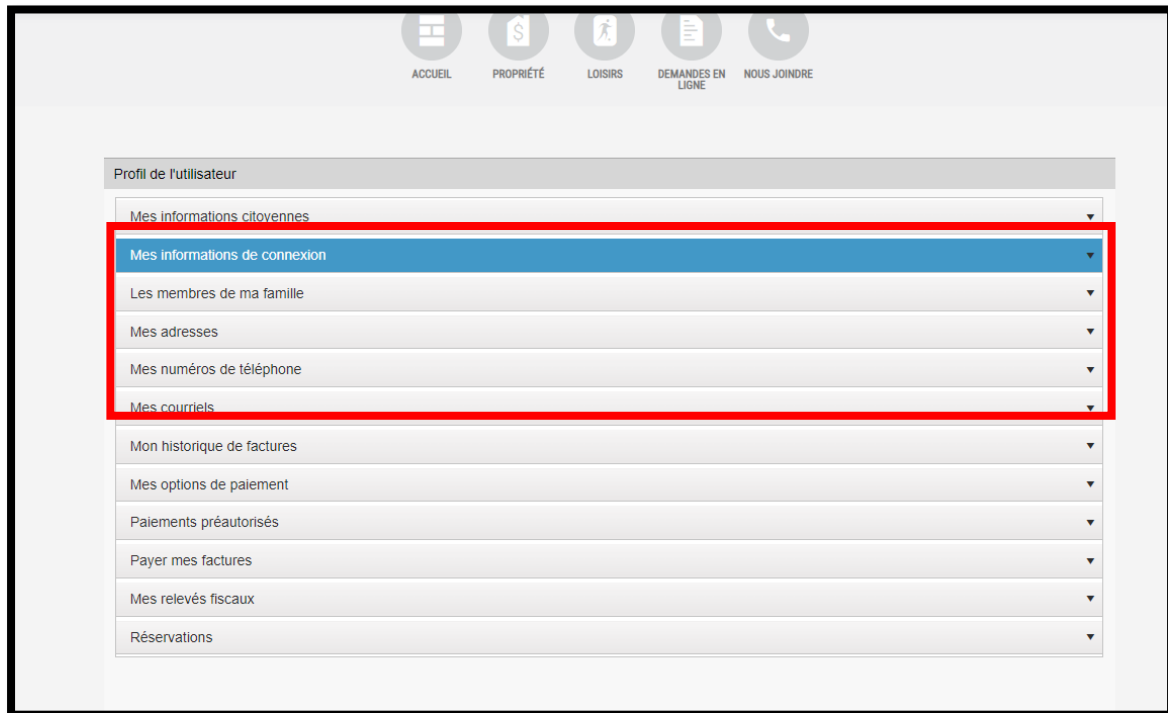 ACCUEIL
PROPRIÉTÉ
LOISIRS
DEMANDES EN
LIGNE
NOUS JOINDRE
Profil de l'utilisateur
Mes informations citoyennes
Mes informations de connexion
Les membres de ma famille
Mes adresses
Mes numéros de téléphone
Mes courriels
Mon historique de factures
Mes options de paiement
Paiements préautorisés
Payer mes factures
Mes relevés fiscaux
Réservations